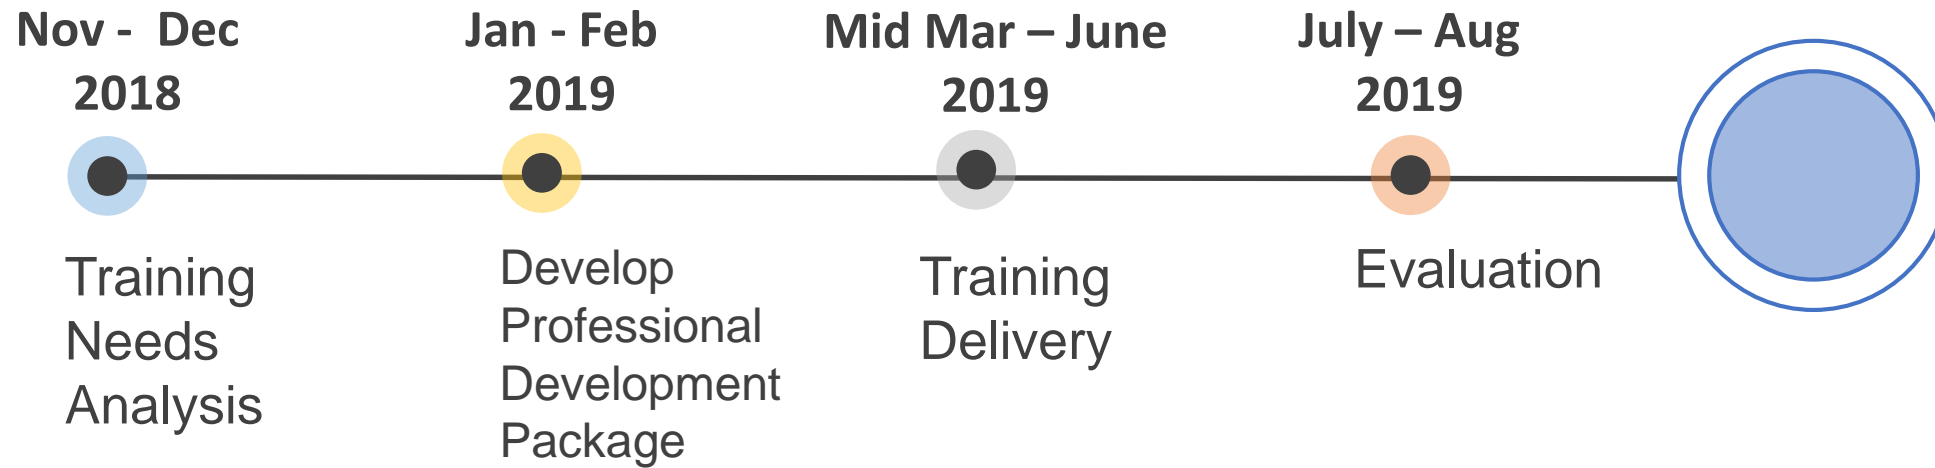 Nov - Dec
2018
Jan - Feb
2019
Mid Mar – June
2019
July – Aug
2019
Training
Needs
Analysis
Develop
Professional
Development
Package
Training
Delivery
Evaluation